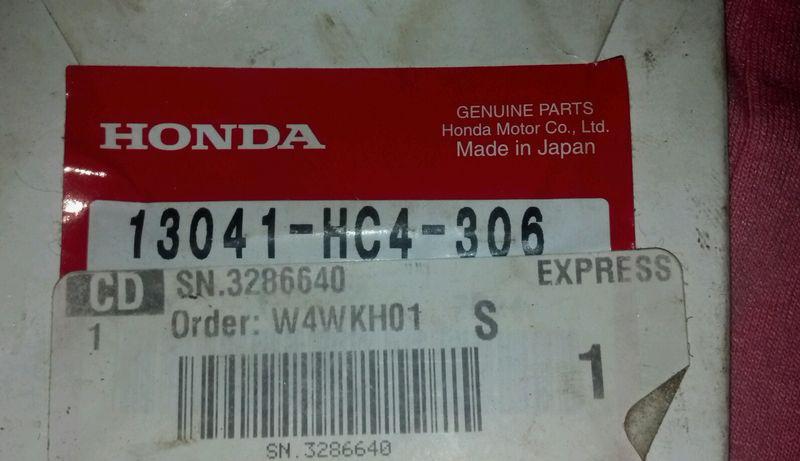 HONDA
GENUINE PARTS
Honda Motor Co., Ltd.
Made in Japan
13041-HC4-306
CD SN.3286640 EXPRESS
1 Order: W4WKH01 S
1
SN.3286640